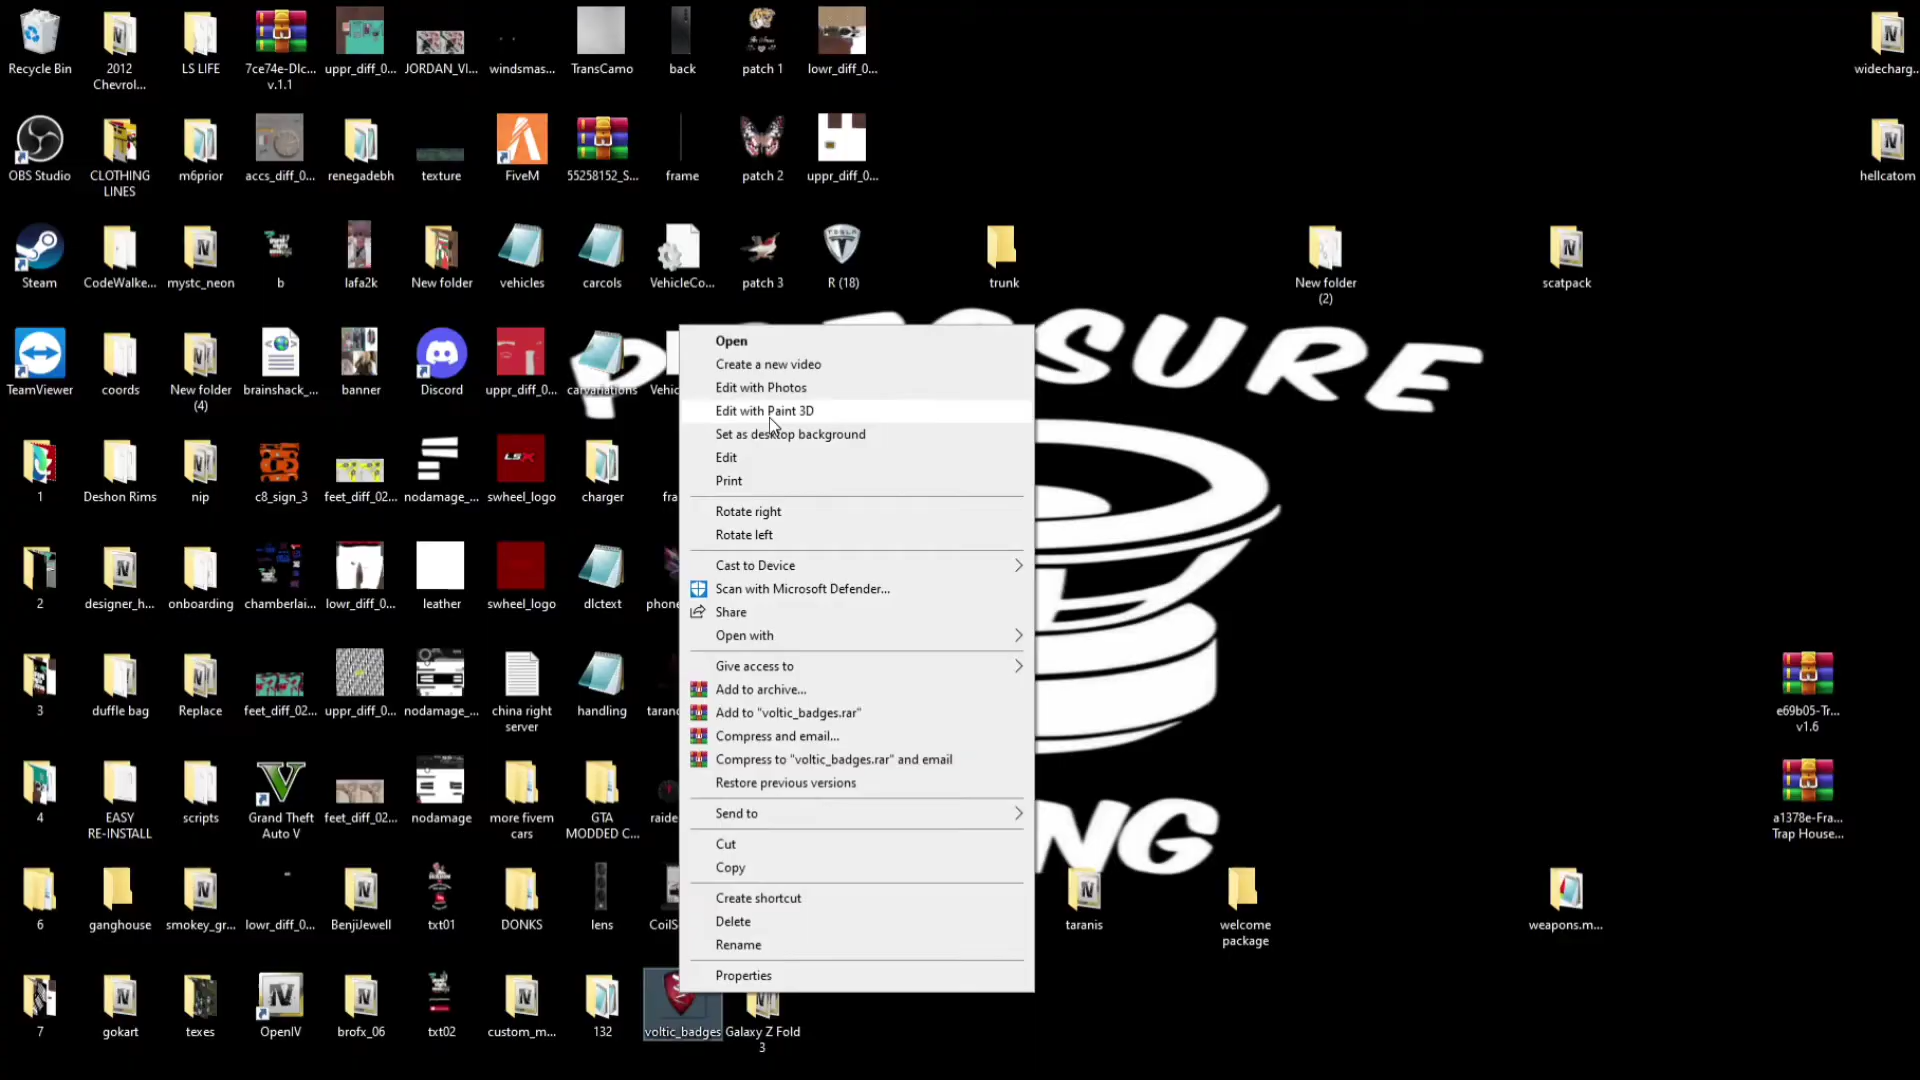 Recycle Bin
2012
Chevrol...
LS LIFE
7ce74e-Dlc...
v.1.1
uppr_diff_0...
JORDAN_VI...
windsmas...
TransCamo
back
patch 1
lowr_diff_0...
widecharg...
OBS Studio
CLOTHING
LINES
m6prior
accs_diff_0...
renegadebh
texture
FiveM
55258152_S...
frame
patch 2
uppr_diff_0...
hellcatom
Steam
CodeWalke...
mystc_neon
b
lafa2k
New folder
vehicles
carcols
VehicleCo...
patch 3
TESLA
R (18)
trunk
New folder
(2)
scatpack
TeamViewer
coords
New folder
(4)
brainshack_...
banner
Discord
uppr_diff_0...
carvariations
Vehic
1
Deshon Rims
nip
c8_sign_3
feet_diff_02...
nodamage_...
LSX
swheel_logo
charger
fra
2
designer_h...
onboarding
chamberlai...
lowr_diff_0...
leather
swheel_logo
dlctext
phone
3
duffle bag
Replace
feet_diff_02...
uppr_diff_0...
nodamage_...
china right
server
handling
taran
e69b05-Tr...
v1.6
4
EASY
RE-INSTALL
scripts
Grand Theft
Auto V
feet_diff_02...
nodamage
more fivem
cars
GTA
MODDED C...
raide
a1378e-Fra...
Trap House...
6
ganghouse
smokey_gr...
lowr_diff_0...
BenjiJewell
txt01
DONKS
lens
CoilS
taranis
welcome
package
weapons.m...
7
gokart
texes
OpenIV
brofx_06
txt02
custom_m...
132
voltic_badges
Galaxy Z Fold
3
Open
Create a new video
Edit with Photos
Edit with Paint 3D
Set as desktop background
Edit
Print
Rotate right
Rotate left
Cast to Device
Scan with Microsoft Defender...
Share
Open with
Give access to
Add to archive...
Add to "voltic_badges.rar"
Compress and email...
Compress to "voltic_badges.rar" and email
Restore previous versions
Send to
Cut
Copy
Create shortcut
Delete
Rename
Properties
SSURE
NG